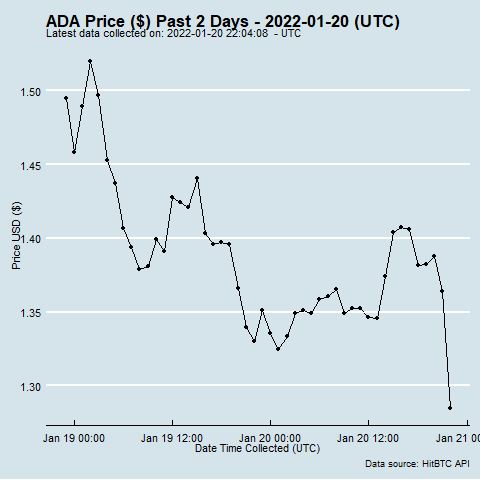 ADA Price ($) Past 2 Days - 2022-01-20 (UTC)
Latest data collected on: 2022-01-20 22:04:08  - UTC
1.50
1.45
1.40
1.35
1.30
Price USD ($)
Jan 19 00:00
Jan 19 12:00
Jan 20 00:00
Jan 20 12:00
Jan 21 0
Date Time Collected (UTC)
Data source: HitBTC API